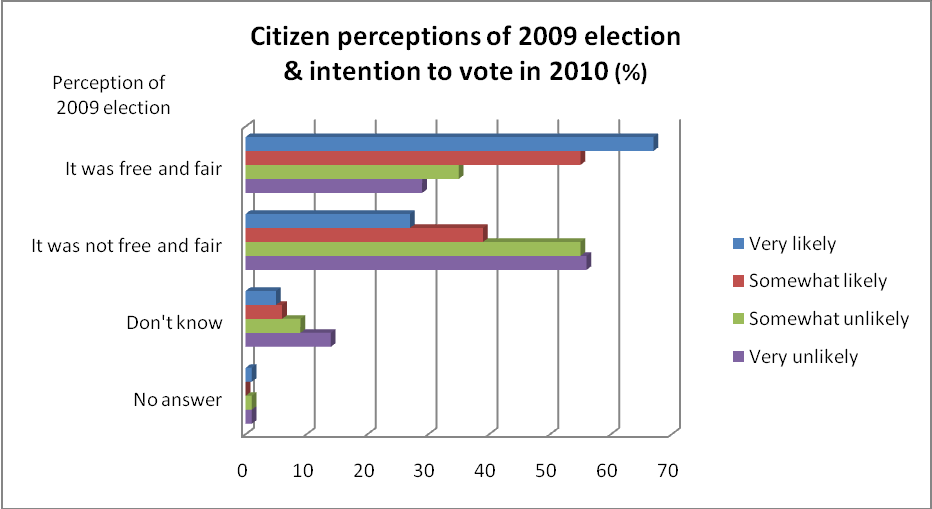 Citizen perceptions of 2009 election
& intention to vote in 2010 (%)
Perception of
2009 election
It was free and fair
It was not free and fair
Don't know
No answer
0 10 20 30 40 50 60 70
Very likely
Somewhat likely
Somewhat unlikely
Very unlikely